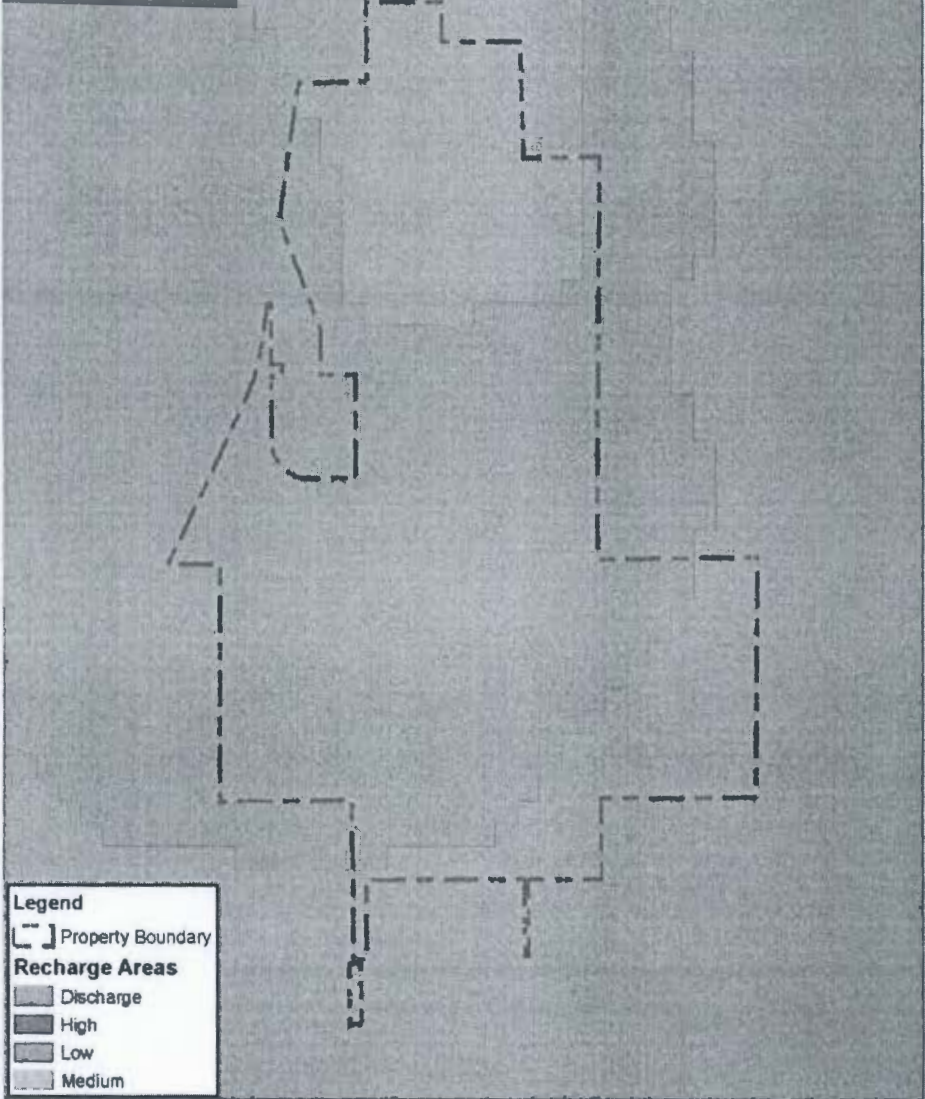 Legend
Property Boundary
Recharge Areas
Discharge
High
Low
Medium